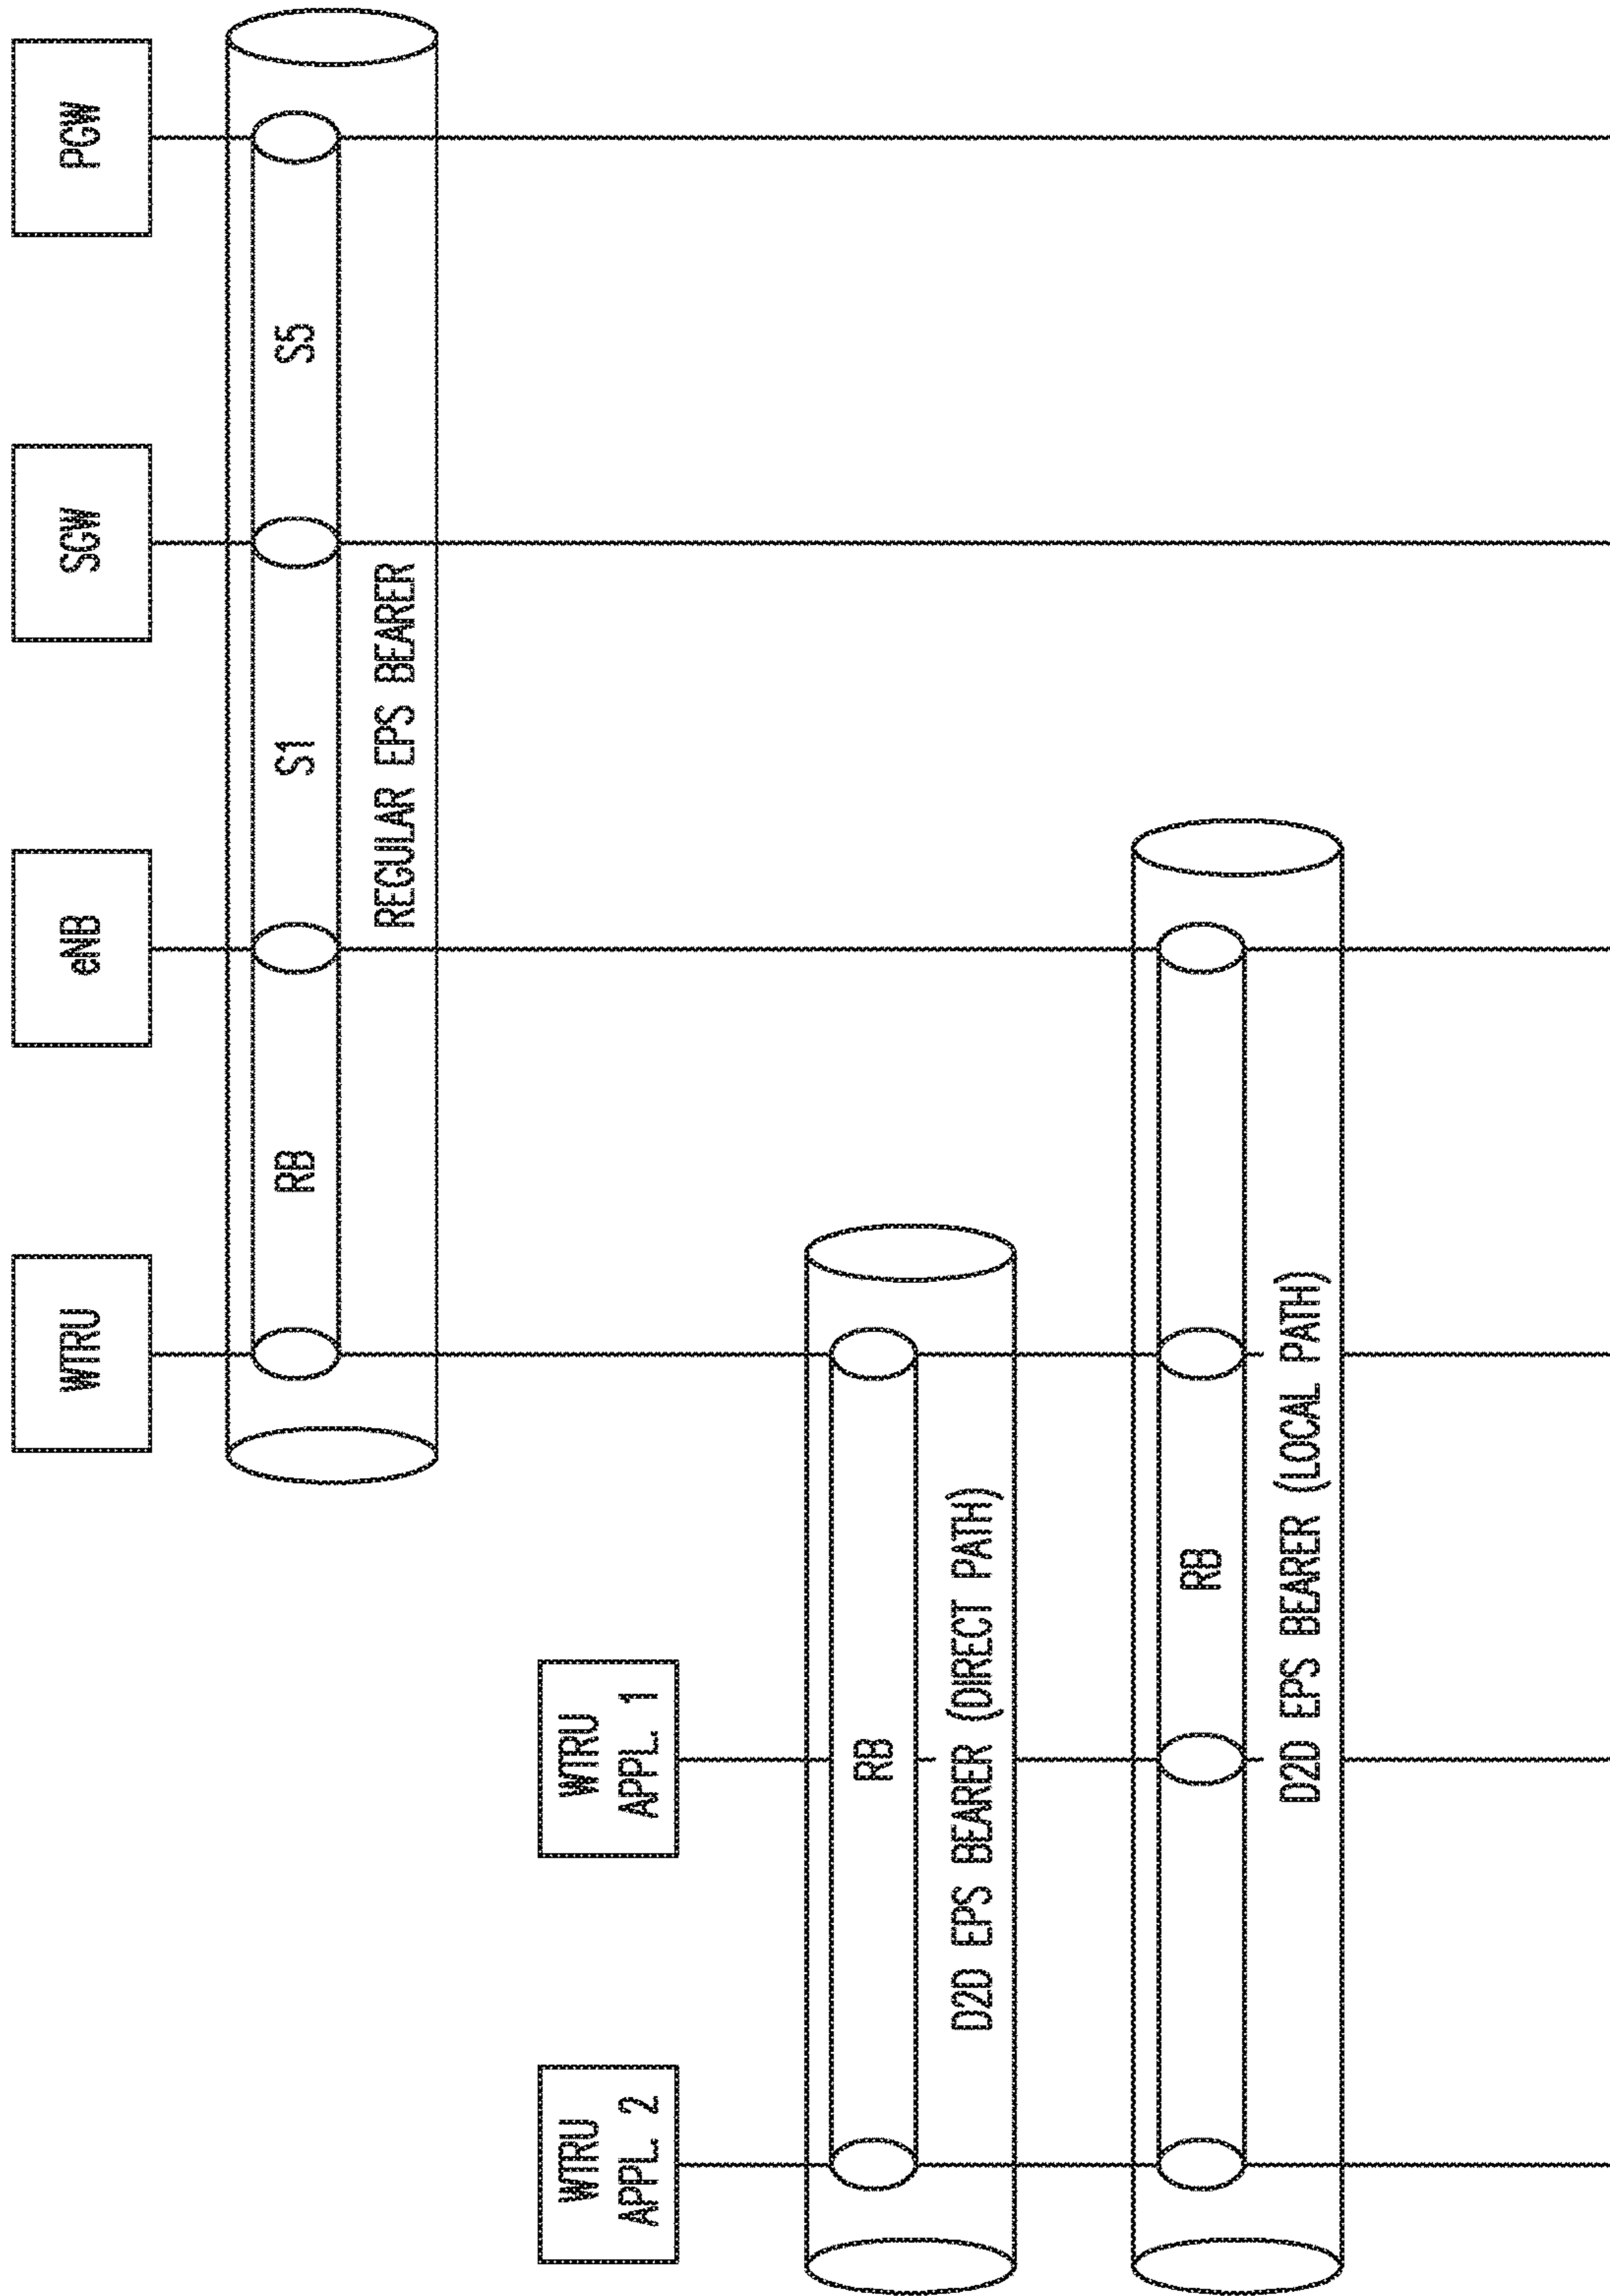 WTRU
eNB
SGW
PGW
RB
S1
S5
REGULAR EPS BEARER
WTRU
APPL. 2
WTRU
APPL. 1
RB
D2D EPS BEARER (DIRECT PATH)
RB
D2D EPS BEARER (LOCAL PATH)